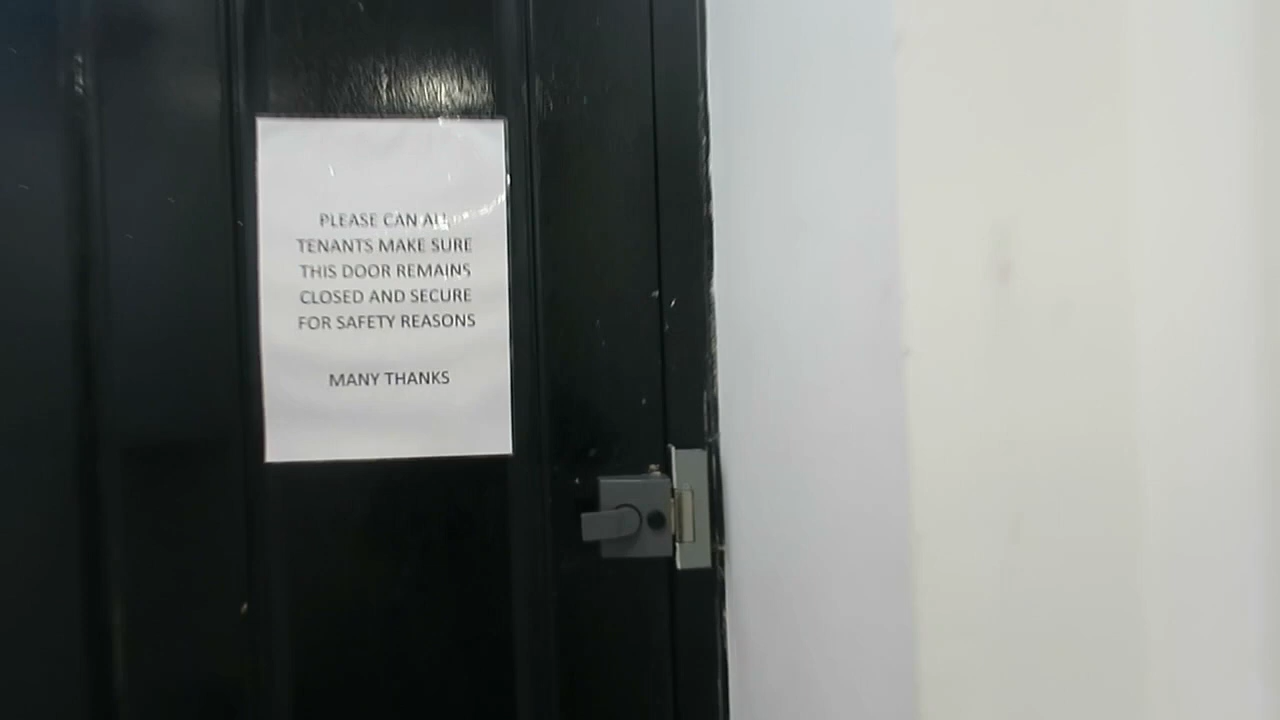 PLEASE CAN ALL
TENANTS MAKE SURE
THIS DOOR REMAINS
CLOSED AND SECURE
FOR SAFETY REASONS
MANY THANKS